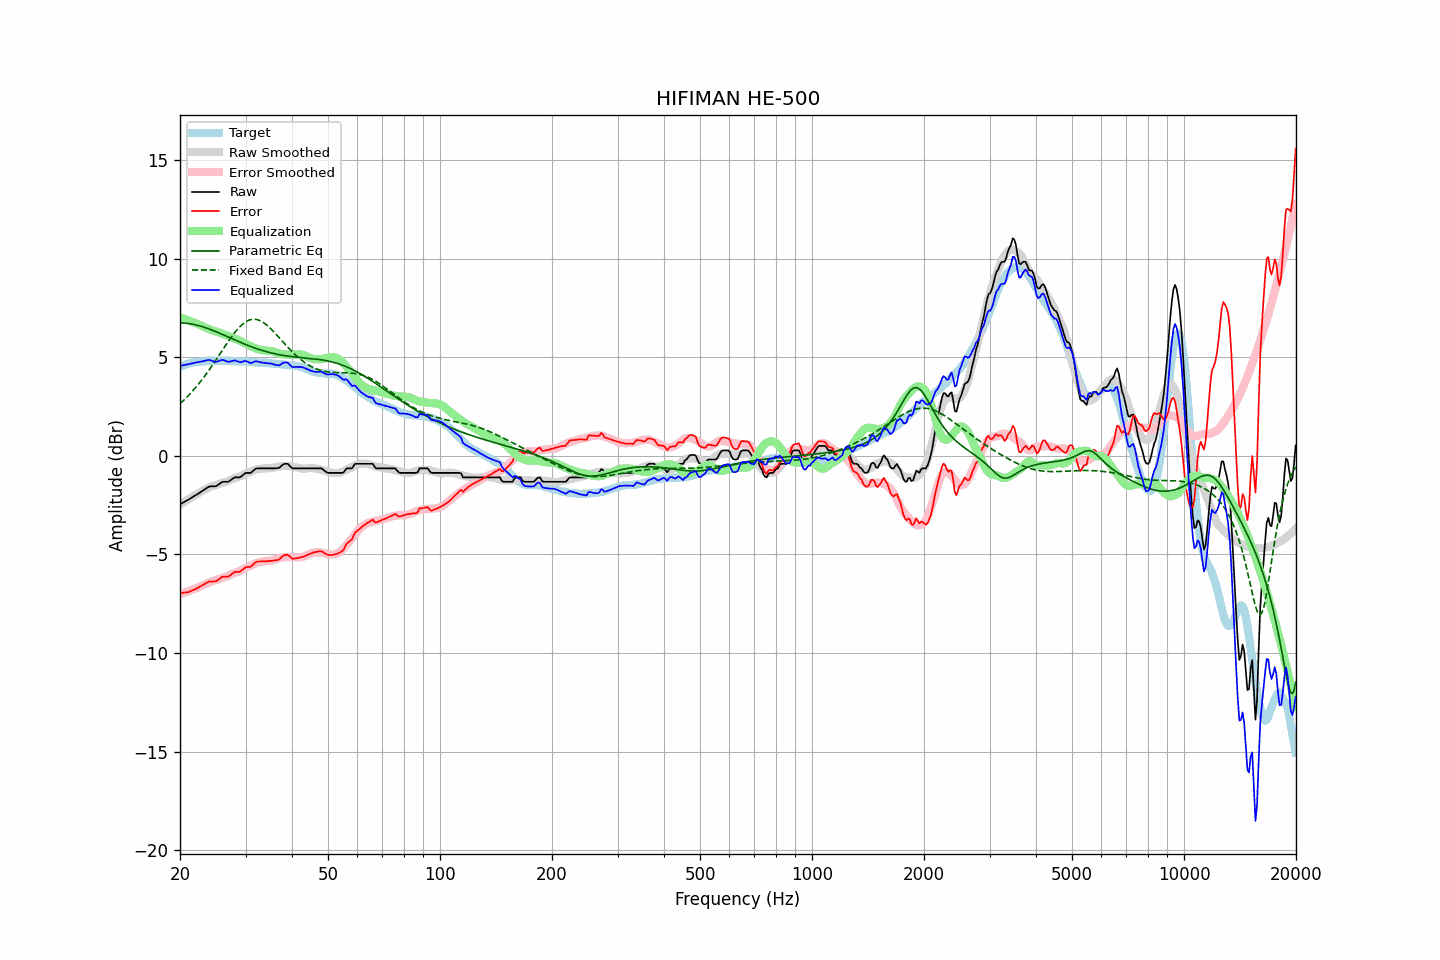 HIFIMAN HE-500
Target
Raw Smoothed
Error Smoothed
Raw
Error
Equalization
Parametric Eq
Fixed Band Eq
Equalized
Amplitude (dBr)
15
10
5
0
−5
−10
−15
−20
20 50 100 200 500 1000 2000 5000 10000 20000
Frequency (Hz)